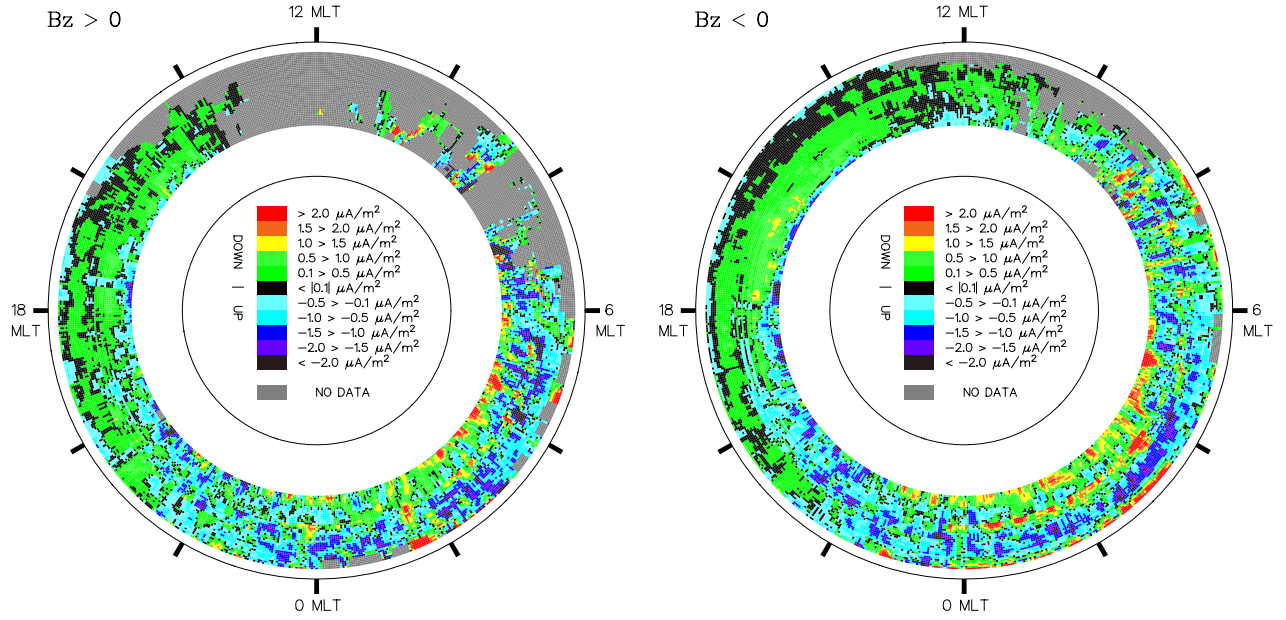 Bz > 0
12 MLT
> 2.0 μA/m²
1.5 > 2.0 μA/m²
1.0 > 1.5 μA/m²
0.5 > 1.0 μA/m²
0.1 > 0.5 μA/m²
< |0.1| μA/m²
−0.5 > −0.1 μA/m²
−1.0 > −0.5 μA/m²
−1.5 > −1.0 μA/m²
−2.0 > −1.5 μA/m²
< −2.0 μA/m²
NO DATA
DOWN | UP
18
MLT
6
MLT
0 MLT
Bz < 0
12 MLT
> 2.0 μA/m²
1.5 > 2.0 μA/m²
1.0 > 1.5 μA/m²
0.5 > 1.0 μA/m²
0.1 > 0.5 μA/m²
< |0.1| μA/m²
−0.5 > −0.1 μA/m²
−1.0 > −0.5 μA/m²
−1.5 > −1.0 μA/m²
−2.0 > −1.5 μA/m²
< −2.0 μA/m²
NO DATA
DOWN | UP
18
MLT
6
MLT
0 MLT